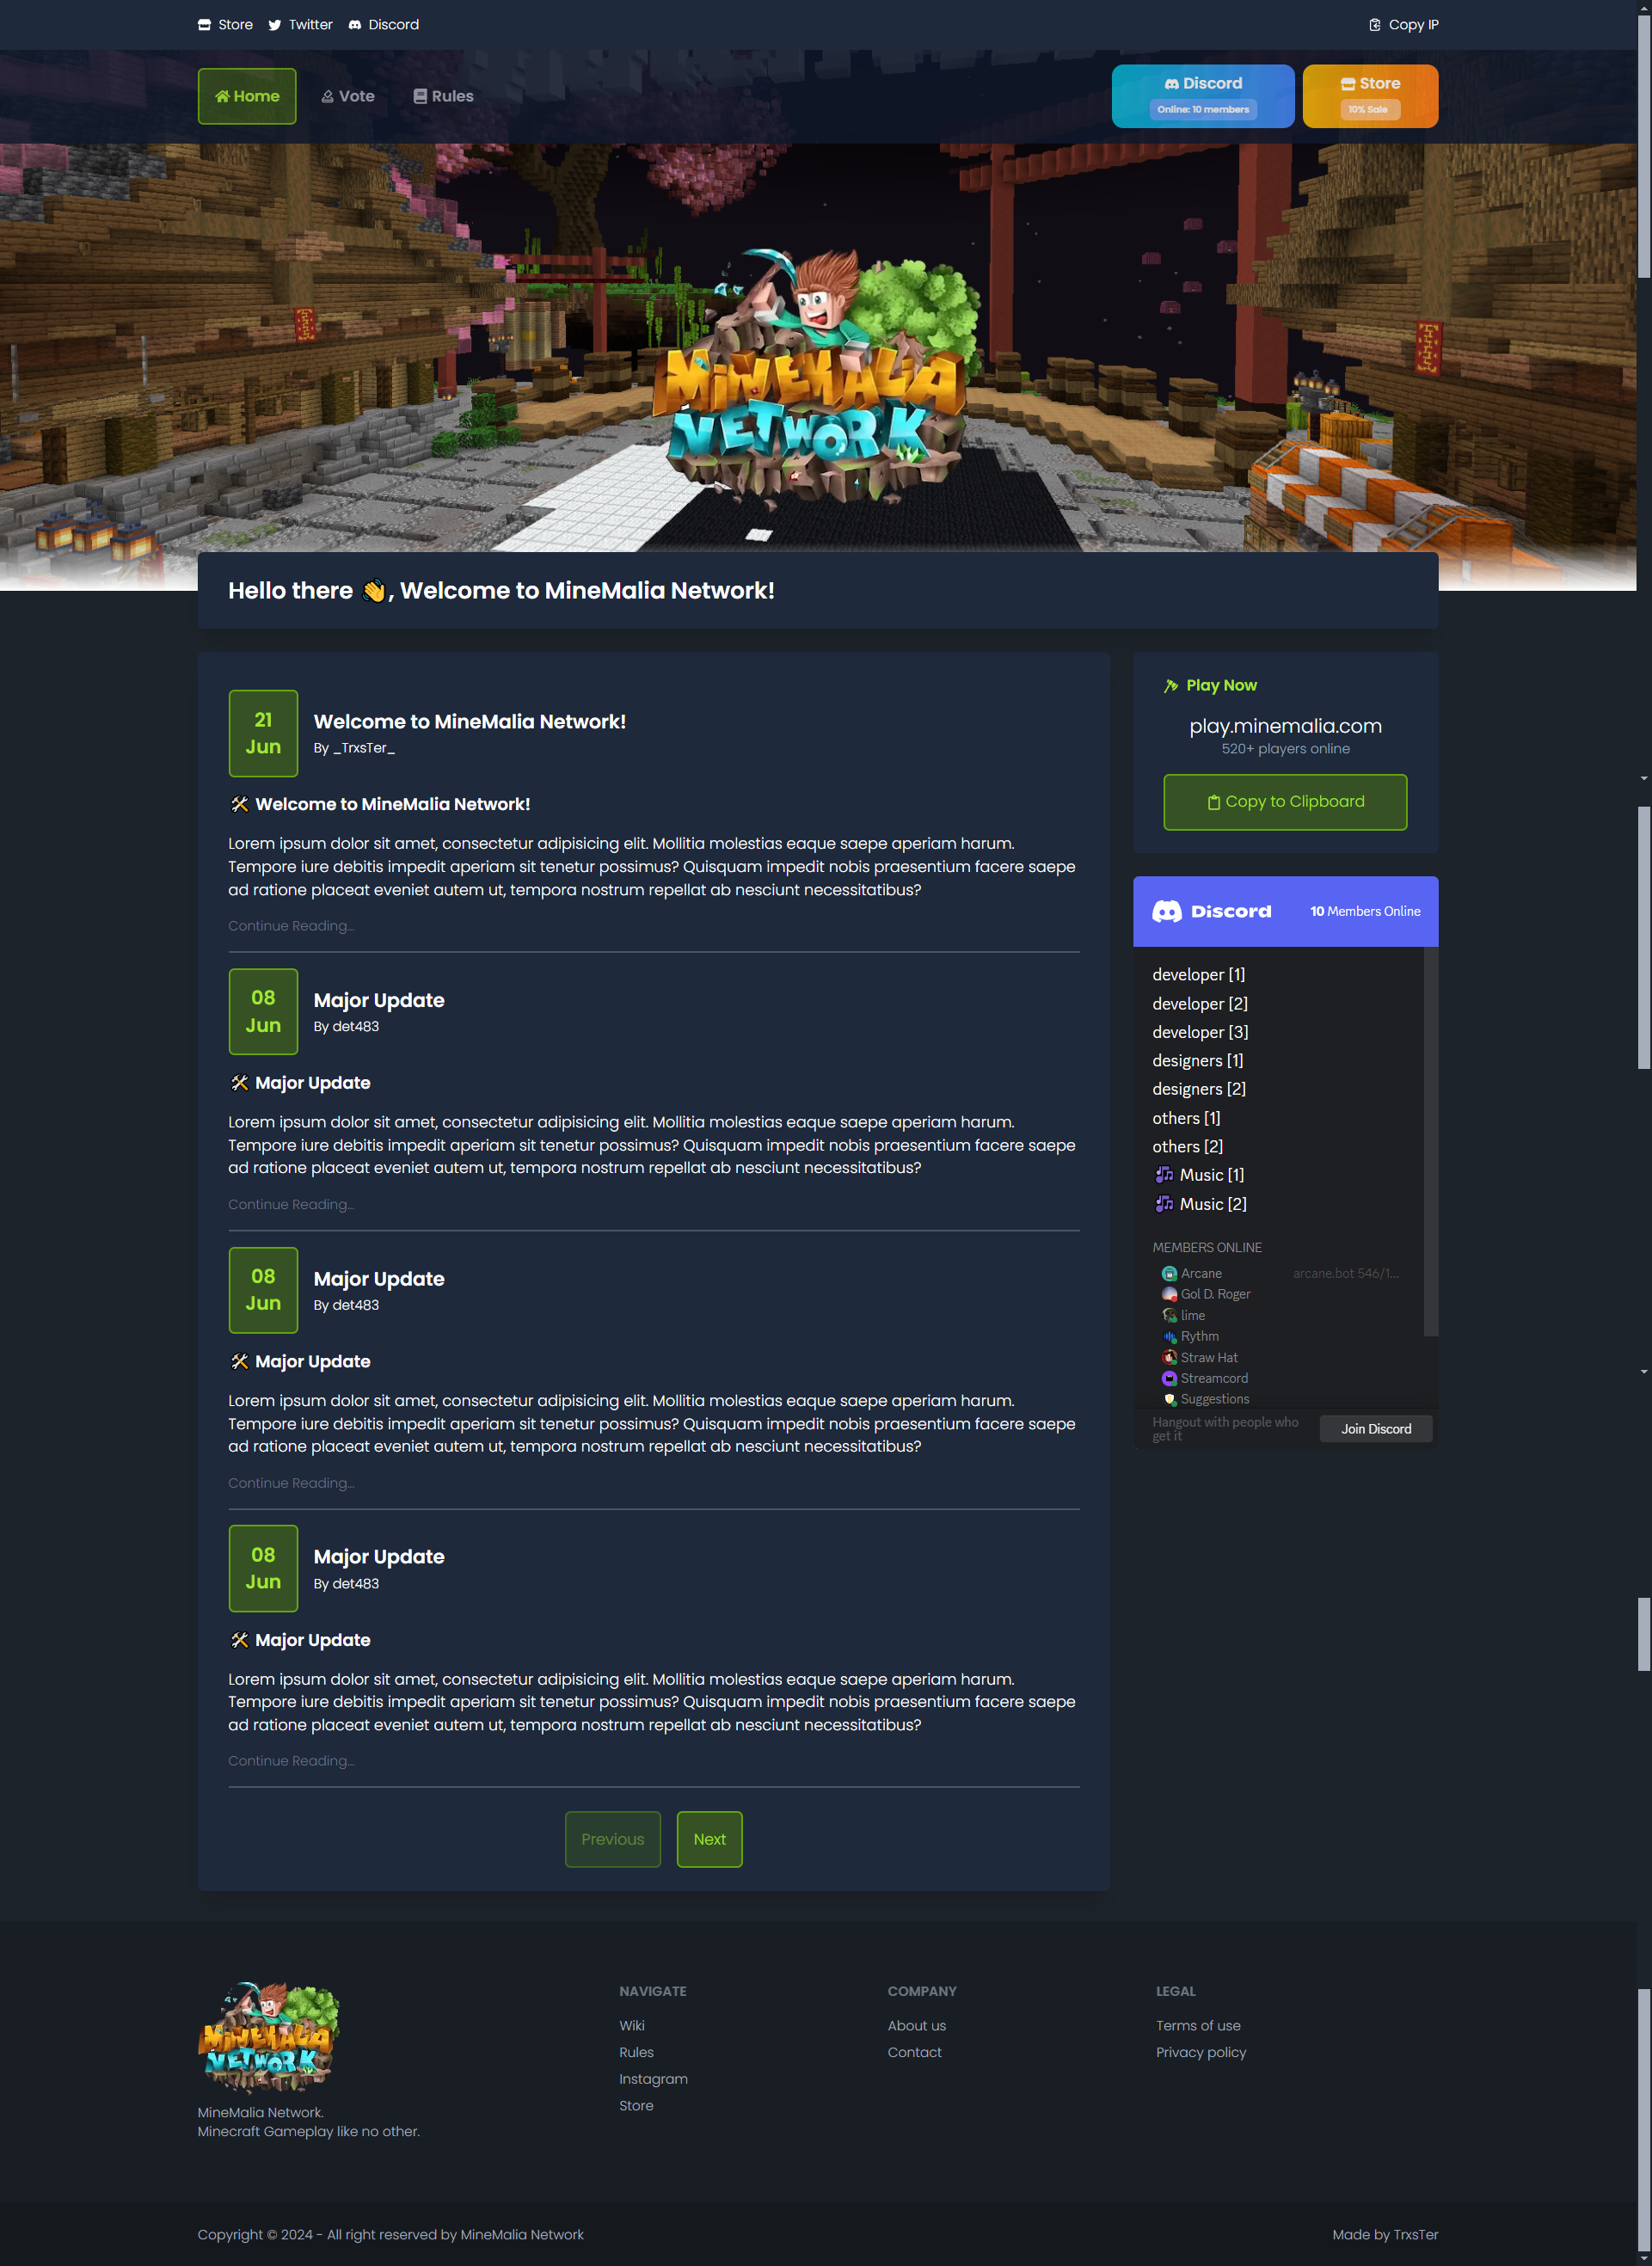 Store Twitter Discord Copy IP
Home Vote Rules
Discord
Online: 10 members
Store
10% Sale
MINEMALIA
NETWORK
Hello there 👋, Welcome to MineMalia Network!
21
Jun
Welcome to MineMalia Network!
By _TrxsTer_
🛠 Welcome to MineMalia Network!
Lorem ipsum dolor sit amet, consectetur adipisicing elit. Mollitia molestias eaque saepe aperiam harum.
Tempore iure debitis impedit aperiam sit tenetur possimus? Quisquam impedit nobis praesentium facere saepe
ad ratione placeat eveniet autem ut, tempora nostrum repellat ab nesciunt necessitatibus?
Continue Reading...
08
Jun
Major Update
By det483
🛠 Major Update
Lorem ipsum dolor sit amet, consectetur adipisicing elit. Mollitia molestias eaque saepe aperiam harum.
Tempore iure debitis impedit aperiam sit tenetur possimus? Quisquam impedit nobis praesentium facere saepe
ad ratione placeat eveniet autem ut, tempora nostrum repellat ab nesciunt necessitatibus?
Continue Reading...
08
Jun
Major Update
By det483
🛠 Major Update
Lorem ipsum dolor sit amet, consectetur adipisicing elit. Mollitia molestias eaque saepe aperiam harum.
Tempore iure debitis impedit aperiam sit tenetur possimus? Quisquam impedit nobis praesentium facere saepe
ad ratione placeat eveniet autem ut, tempora nostrum repellat ab nesciunt necessitatibus?
Continue Reading...
08
Jun
Major Update
By det483
🛠 Major Update
Lorem ipsum dolor sit amet, consectetur adipisicing elit. Mollitia molestias eaque saepe aperiam harum.
Tempore iure debitis impedit aperiam sit tenetur possimus? Quisquam impedit nobis praesentium facere saepe
ad ratione placeat eveniet autem ut, tempora nostrum repellat ab nesciunt necessitatibus?
Continue Reading...
Previous Next
Play Now
play.minemalia.com
520+ players online
Copy to Clipboard
Discord 10 Members Online
developer [1]
developer [2]
developer [3]
designers [1]
designers [2]
others [1]
others [2]
🎶 Music [1]
🎶 Music [2]
MEMBERS ONLINE
Arcane arcane.bot 546/1...
Gol D. Roger
lime
Rythm
Straw Hat
Streamcord
Suggestions
Hangout with people who
get it
Join Discord
MINEMALIA
NETWORK
MineMalia Network.
Minecraft Gameplay like no other.
NAVIGATE
Wiki
Rules
Instagram
Store
COMPANY
About us
Contact
LEGAL
Terms of use
Privacy policy
Copyright © 2024 - All right reserved by MineMalia Network
Made by TrxsTer